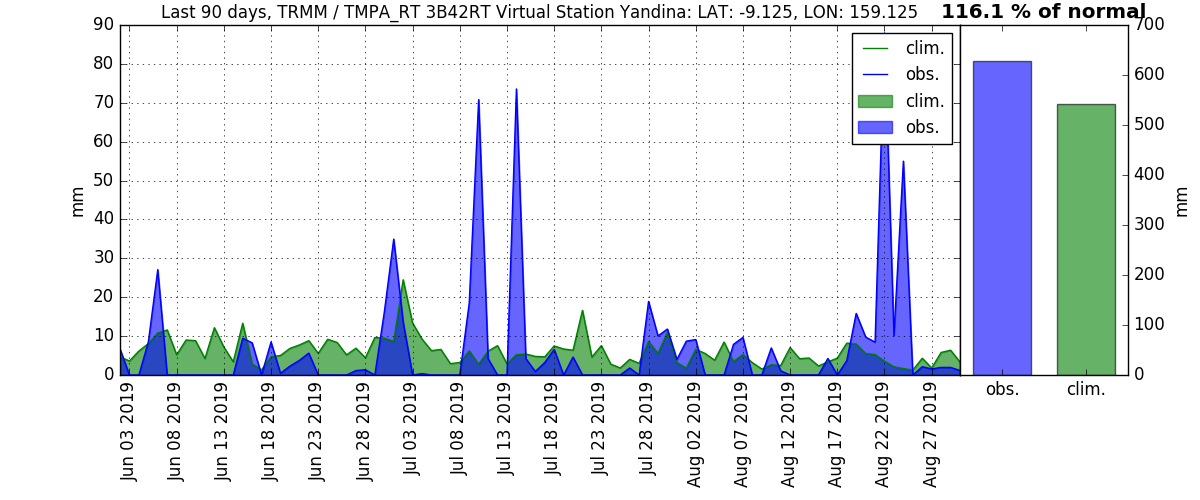 Last 90 days, TRMM / TMPA_RT 3B42RT Virtual Station Yandina: LAT: -9.125, LON: 159.125
116.1 % of normal
90
80
70
60
50
40
30
20
10
0
mm
clim.
obs.
clim.
obs.
Jun 03 2019
Jun 08 2019
Jun 13 2019
Jun 18 2019
Jun 23 2019
Jun 28 2019
Jul 03 2019
Jul 08 2019
Jul 13 2019
Jul 18 2019
Jul 23 2019
Jul 28 2019
Aug 02 2019
Aug 07 2019
Aug 12 2019
Aug 17 2019
Aug 22 2019
Aug 27 2019
700
600
500
400
300
200
100
0
mm
obs.
clim.